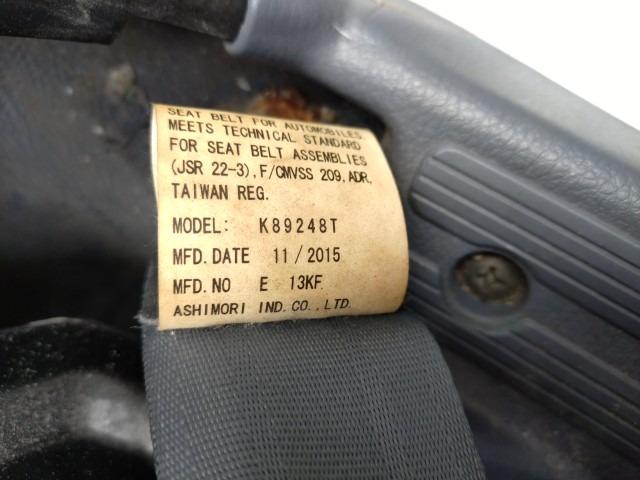 SEAT BELT FOR AUTOMOBILES
MEETS TECHNICAL STANDARD
FOR SEAT BELT ASSEMBLIES
(JSR 22-3), F/CMVSS 209, ADR,
TAIWAN REG.
MODEL: K89248T
MFD. DATE 11/2015
MFD. NO E 13KF
ASHIMORI IND. CO., LTD.